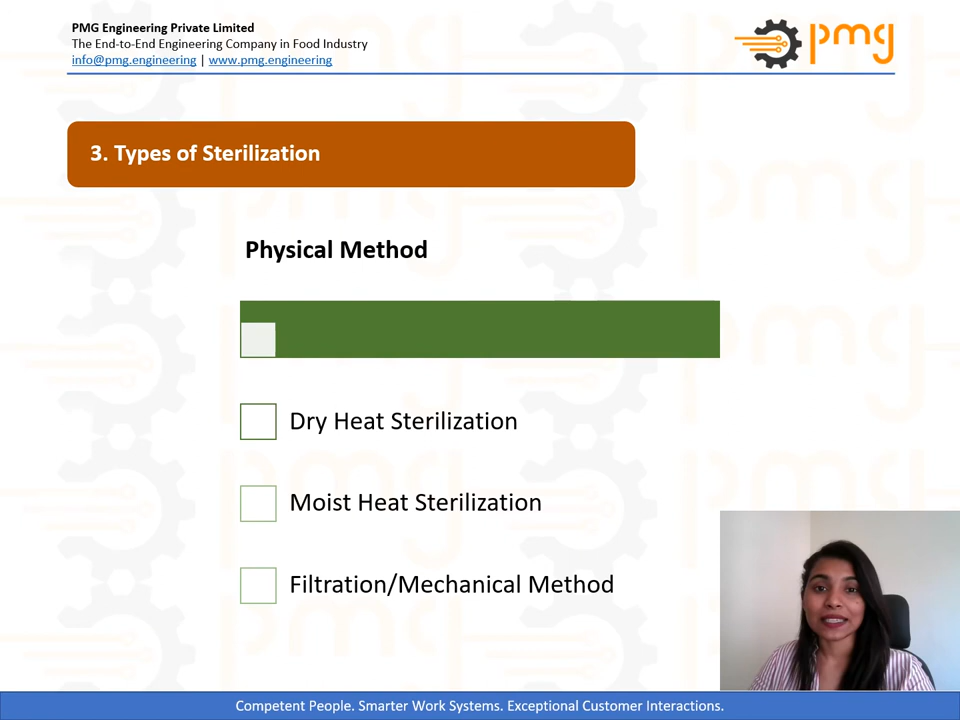 PMG Engineering Private Limited
The End-to-End Engineering Company in Food Industry
info@pmg.engineering | www.pmg.engineering
pmg
3. Types of Sterilization
Physical Method
Dry Heat Sterilization
Moist Heat Sterilization
Filtration/Mechanical Method
Competent People. Smarter Work Systems. Exceptional Customer Interactions.